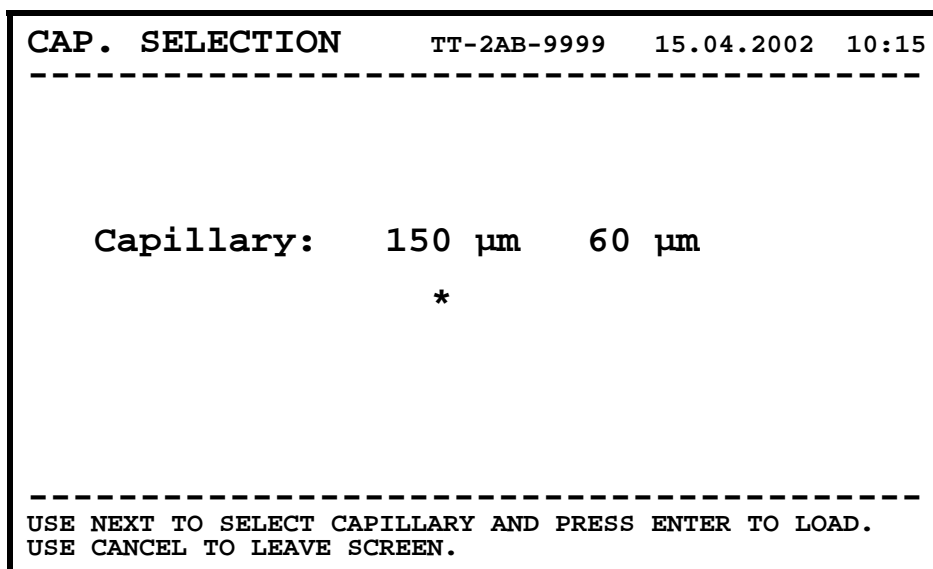 CAP. SELECTION TT-2AB-9999 15.04.2002 10:15
----------------------------------------
Capillary: 150 µm 60 µm
*
----------------------------------------
USE NEXT TO SELECT CAPILLARY AND PRESS ENTER TO LOAD.
USE CANCEL TO LEAVE SCREEN.